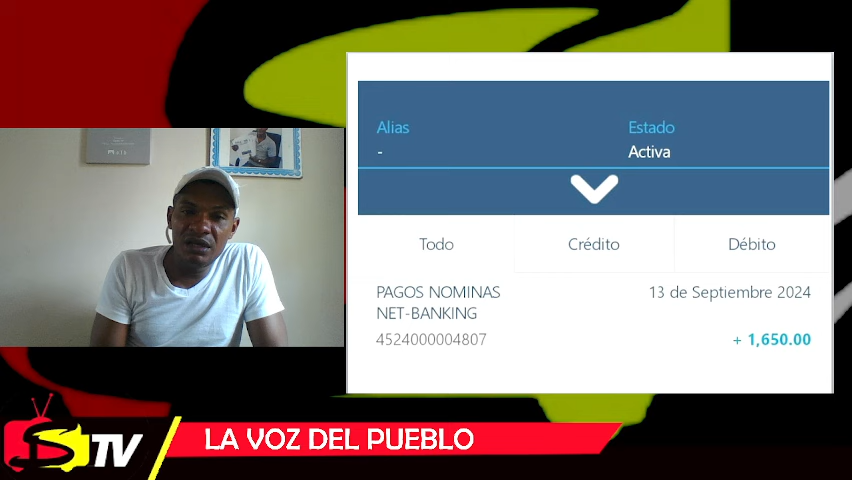 Alias
Estado
-
Activa
Todo
Crédito
Débito
PAGOS NOMINAS
13 de Septiembre 2024
NET-BANKING
4524000004807
+ 1,650.00
STV
LA VOZ DEL PUEBLO